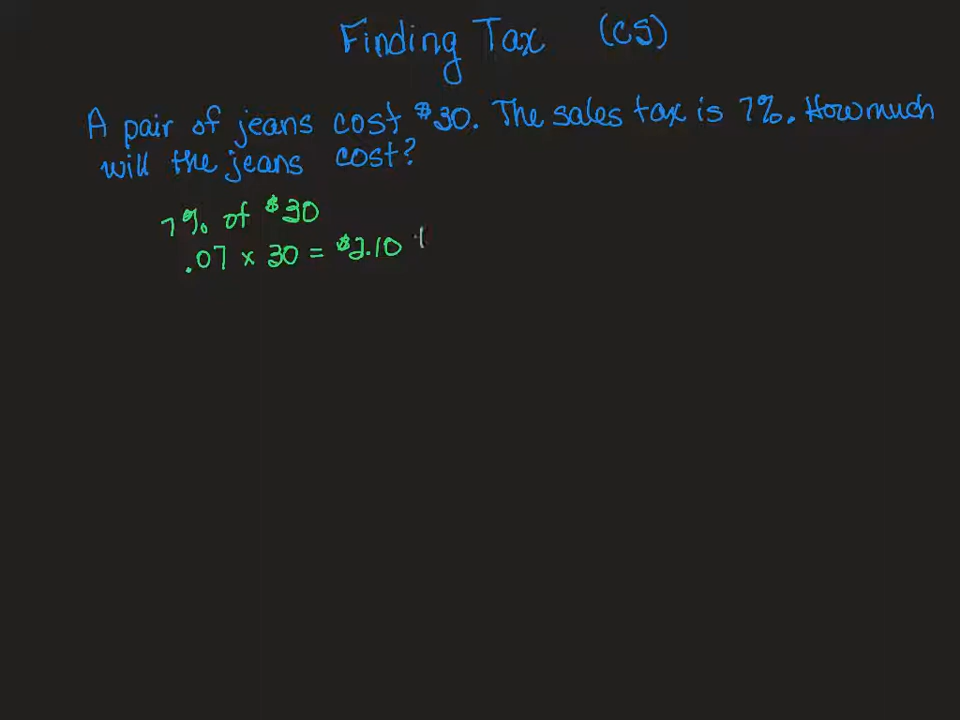 Finding Tax (CS)
A pair of jeans cost $30. The sales tax is 7%. How much
will the jeans cost?
7% of $30
.07 x 30 = $2.10